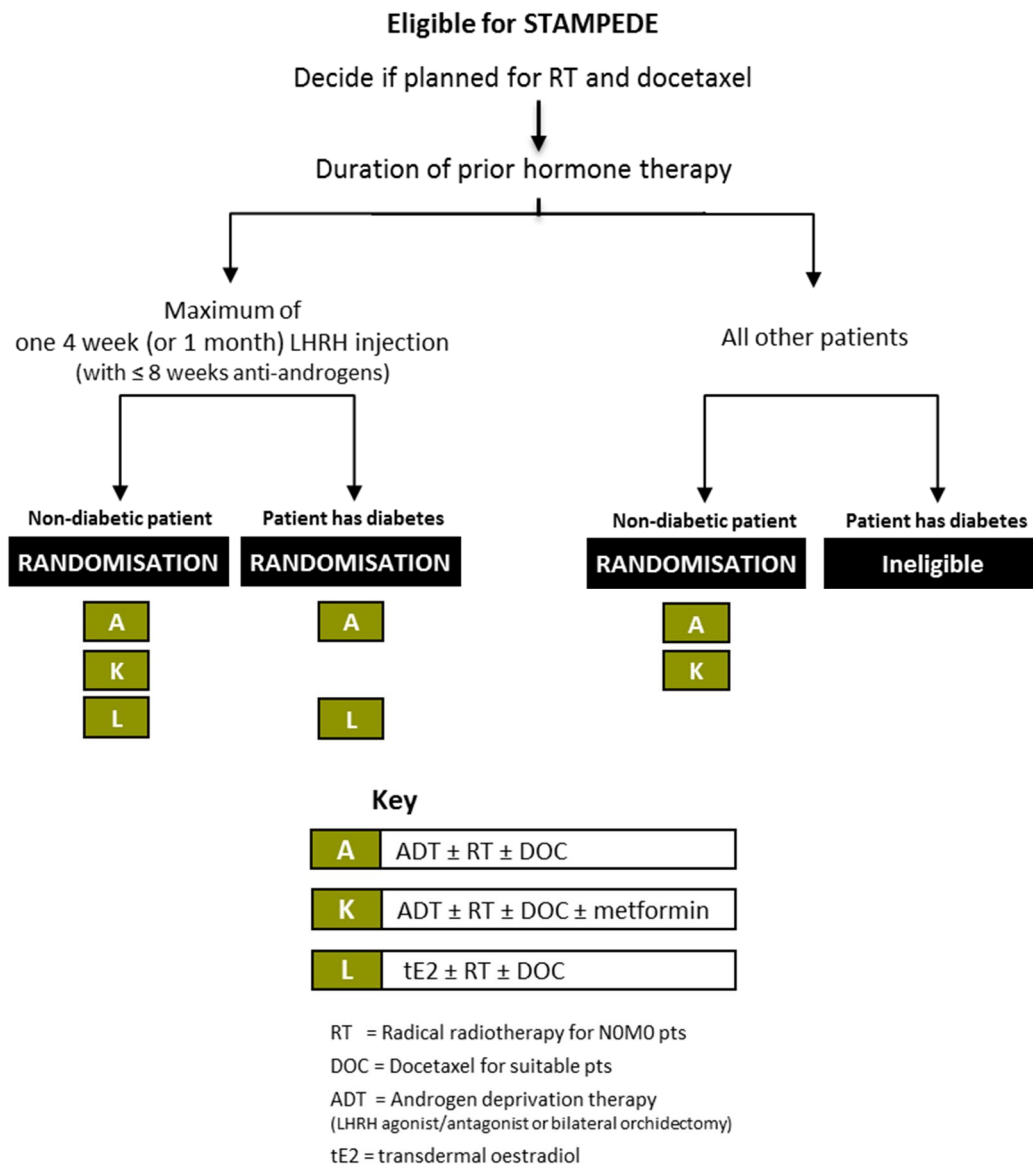 Eligible for STAMPEDE
Decide if planned for RT and docetaxel
Duration of prior hormone therapy
Maximum of
one 4 week (or 1 month) LHRH injection
(with ≤ 8 weeks anti-androgens)
All other patients
Non-diabetic patient
RANDOMISATION
A
K
L
Patient has diabetes
RANDOMISATION
A
L
Non-diabetic patient
RANDOMISATION
A
K
Patient has diabetes
Ineligible
Key
A ADT ± RT ± DOC
K ADT ± RT ± DOC ± metformin
L tE2 ± RT ± DOC
RT = Radical radiotherapy for N0M0 pts
DOC = Docetaxel for suitable pts
ADT = Androgen deprivation therapy
(LHRH agonist/antagonist or bilateral orchidectomy)
tE2 = transdermal oestradiol